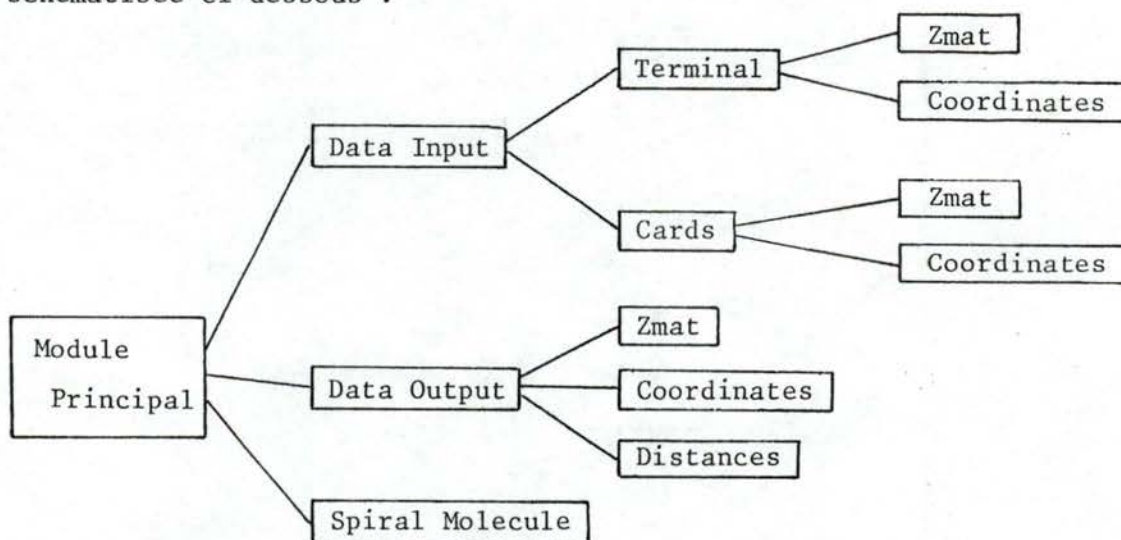 schématisée ci-dessous :
Zmat
Terminal
Coordinates
Data Input
Zmat
Cards
Coordinates
Module
Principal
Zmat
Data Output
Coordinates
Distances
Spiral Molecule